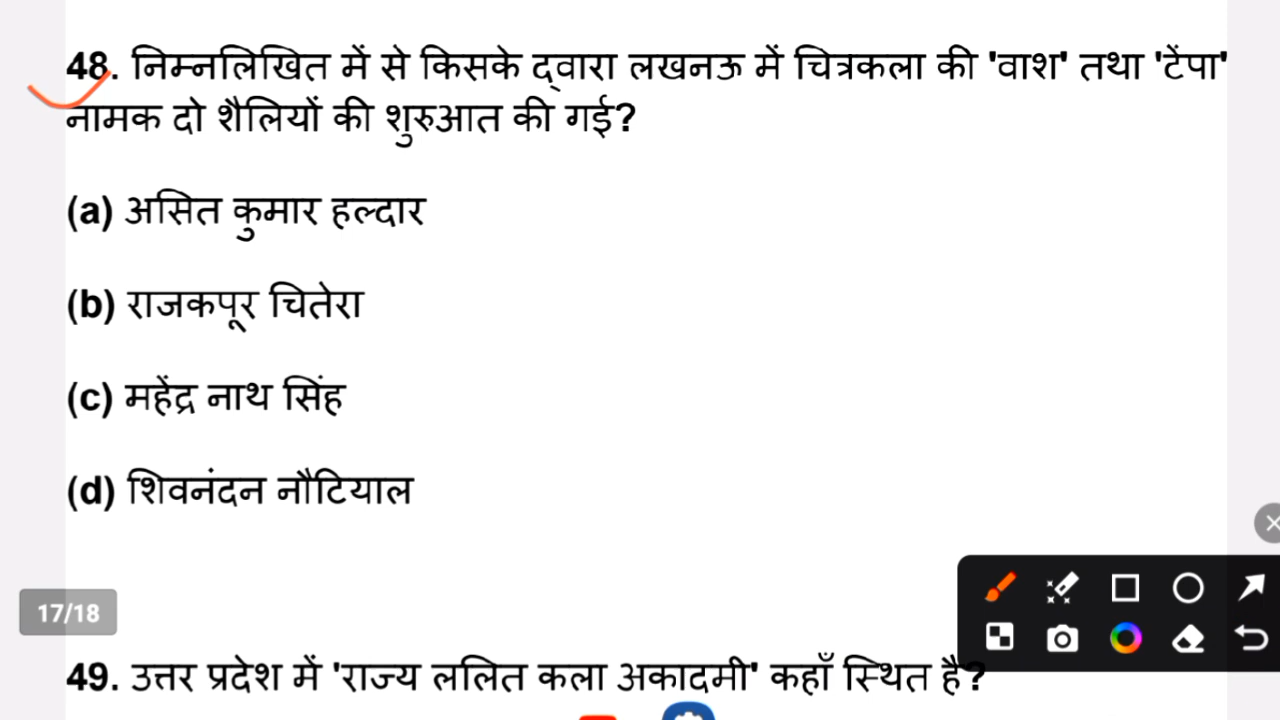 48. निम्नलिखित में से किसके द्वारा लखनऊ में चित्रकला की 'वाश' तथा 'टेंपा'
नामक दो शैलियों की शुरुआत की गई?
(a) असित कुमार हल्दार
(b) राजकपूर चितेरा
(c) महेंद्र नाथ सिंह
(d) शिवनंदन नौटियाल
17/18
49. उत्तर प्रदेश में 'राज्य ललित कला अकादमी' कहाँ स्थित है?